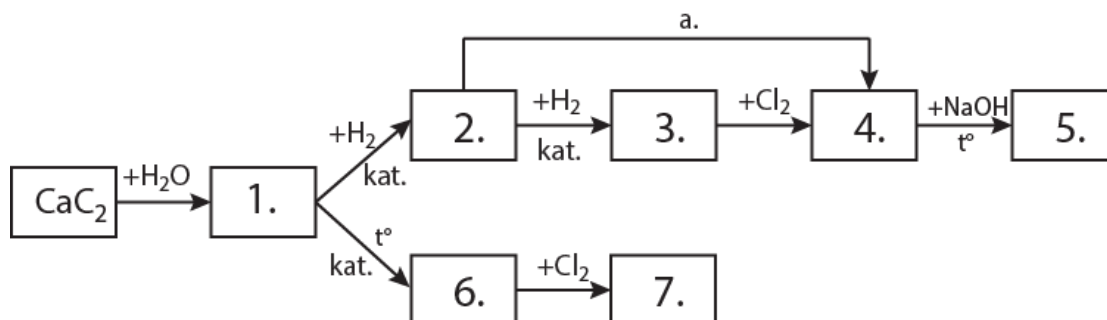 a.
+H₂ 2. +H₂ kat. 3. +Cl₂ 4. +NaOH t° 5.
kat.
CaC₂ +H₂O 1.
t°
kat. 6. +Cl₂ 7.